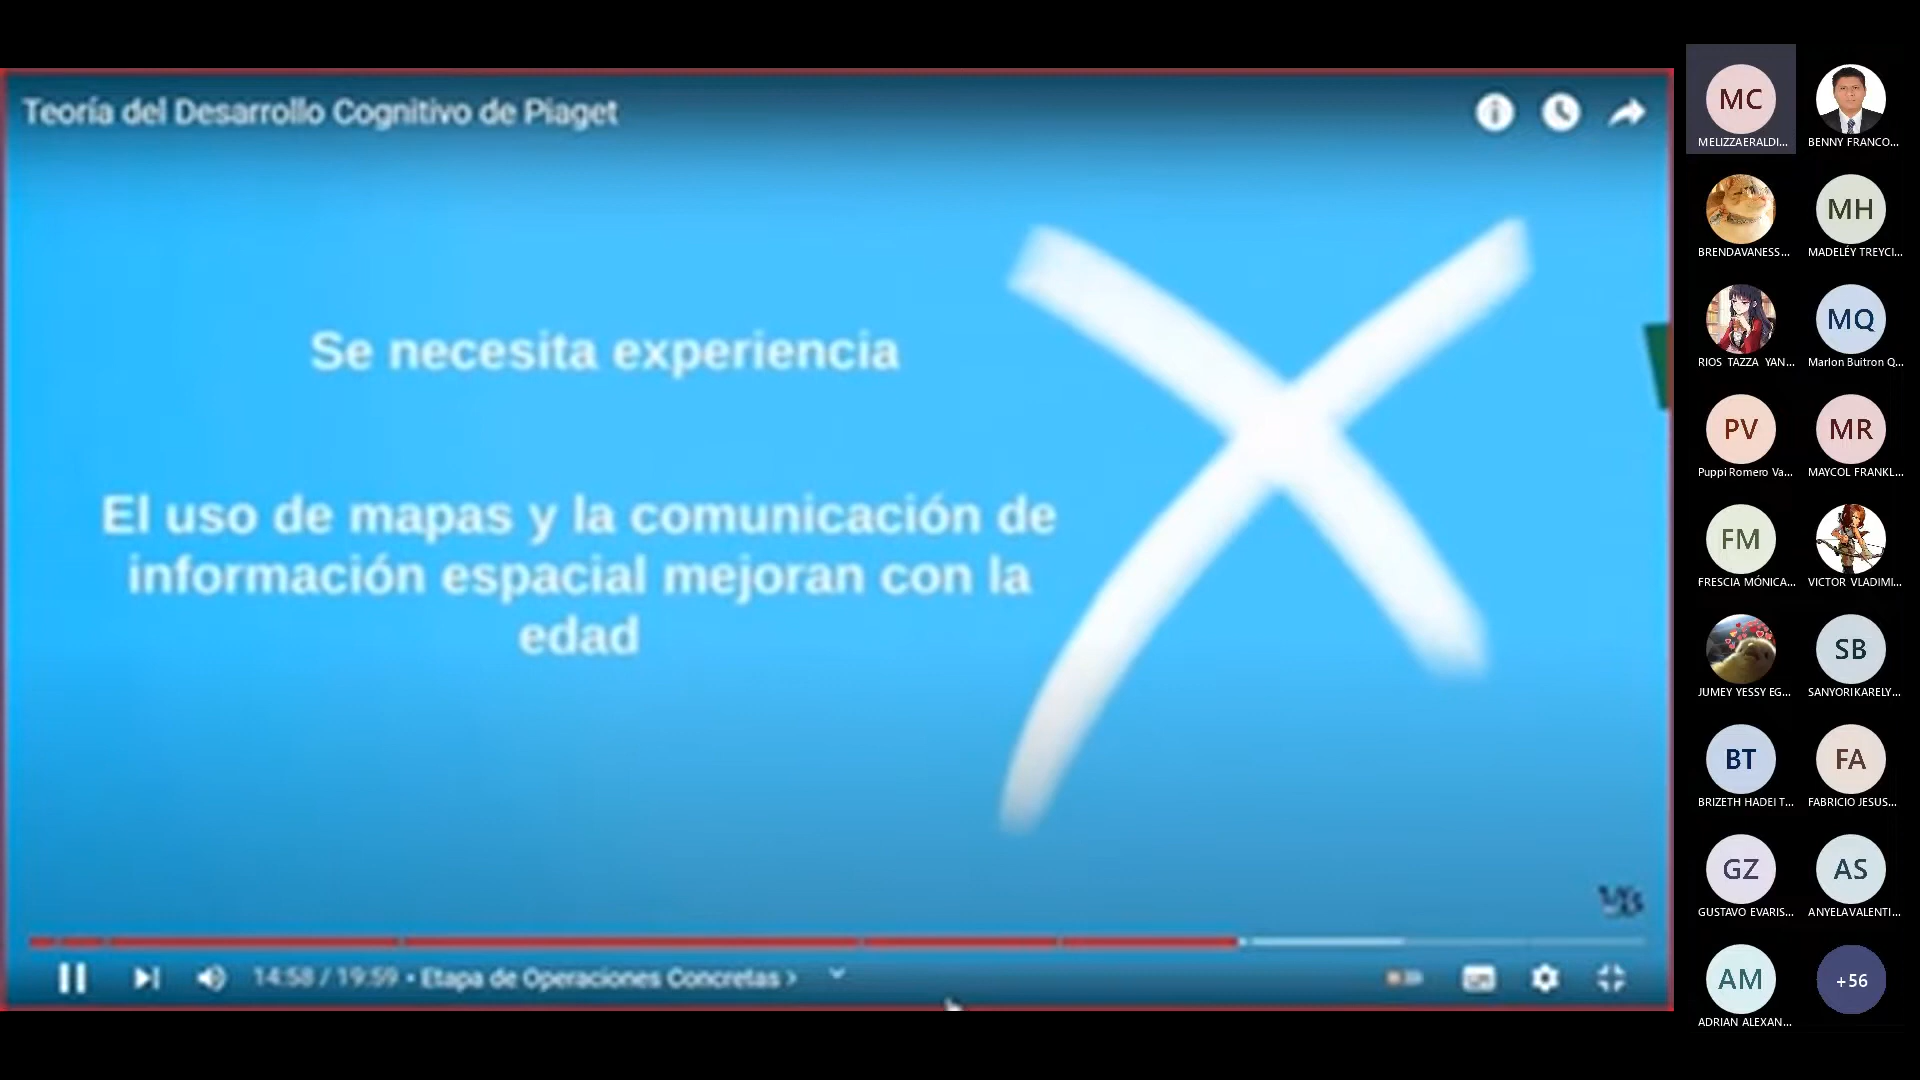 Teoría del Desarrollo Cognitivo de Piaget
Se necesita experiencia
El uso de mapas y la comunicación de
información espacial mejoran con la
edad
14:58 / 19:59 • Etapa de Operaciones Concretas >
MC
MELIZZAERALDI...
BENNY FRANCO...
BRENDAVANESS...
MH
MADELEY TREYCI...
RIOS TAZZA YAN...
MQ
Marlon Buitron Q...
PV
Puppi Romero Va...
MR
MAYCOL FRANKL...
FM
FRESCIA MÓNICA...
VICTOR VLADIMI...
JUMEY YESSY EG...
SB
SANYORIKARELY...
BT
BRIZETH HADEI T...
FA
FABRICIO JESUS...
GZ
GUSTAVO EVARIS...
AS
ANYELAVALENTI...
AM
ADRIAN ALEXAN...
+56